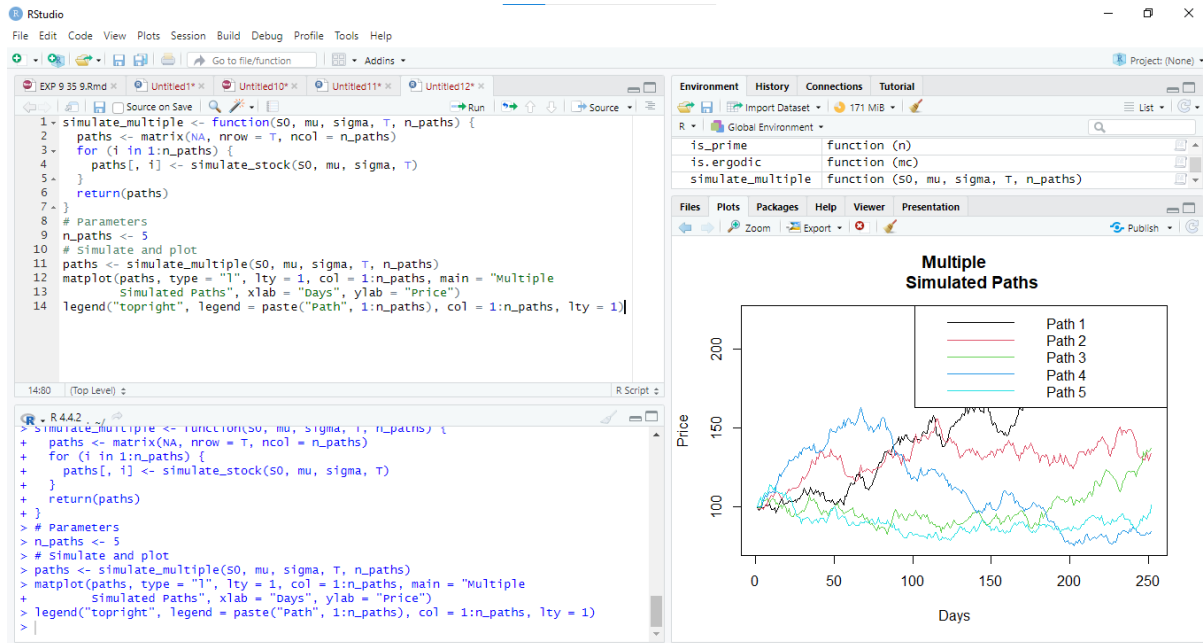 RStudio
File Edit Code View Plots Session Build Debug Profile Tools Help
Go to file/function Addins Project: (None)
EXP 9 35 9.Rmd Untitled1* Untitled10* Untitled11* Untitled12*
Source on Save Run Source
1 simulate_multiple <- function(S0, mu, sigma, T, n_paths) {
2 paths <- matrix(NA, nrow = T, ncol = n_paths)
3 for (i in 1:n_paths) {
4 paths[, i] <- simulate_stock(S0, mu, sigma, T)
5 }
6 return(paths)
7 }
8 # Parameters
9 n_paths <- 5
10 # Simulate and plot
11 paths <- simulate_multiple(S0, mu, sigma, T, n_paths)
12 matplot(paths, type = "l", lty = 1, col = 1:n_paths, main = "Multiple
13 Simulated Paths", xlab = "Days", ylab = "Price")
14 legend("topright", legend = paste("Path", 1:n_paths), col = 1:n_paths, lty = 1)
14:80 (Top Level) R Script
R 4.4.2 . ~/
> simulate_multiple <- function(S0, mu, sigma, T, n_paths) {
+ paths <- matrix(NA, nrow = T, ncol = n_paths)
+ for (i in 1:n_paths) {
+ paths[, i] <- simulate_stock(S0, mu, sigma, T)
+ }
+ return(paths)
+ }
> # Parameters
> n_paths <- 5
> # Simulate and plot
> paths <- simulate_multiple(S0, mu, sigma, T, n_paths)
> matplot(paths, type = "l", lty = 1, col = 1:n_paths, main = "Multiple
+ Simulated Paths", xlab = "Days", ylab = "Price")
> legend("topright", legend = paste("Path", 1:n_paths), col = 1:n_paths, lty = 1)
>
Environment History Connections Tutorial
Import Dataset 171 MiB List
R Global Environment
is_prime function (n)
is.ergodic function (mc)
simulate_multiple function (S0, mu, sigma, T, n_paths)
Files Plots Packages Help Viewer Presentation
Zoom Export Publish
Multiple
Simulated Paths
Path 1
Path 2
Path 3
Path 4
Path 5
Price
200
150
100
0 50 100 150 200 250
Days